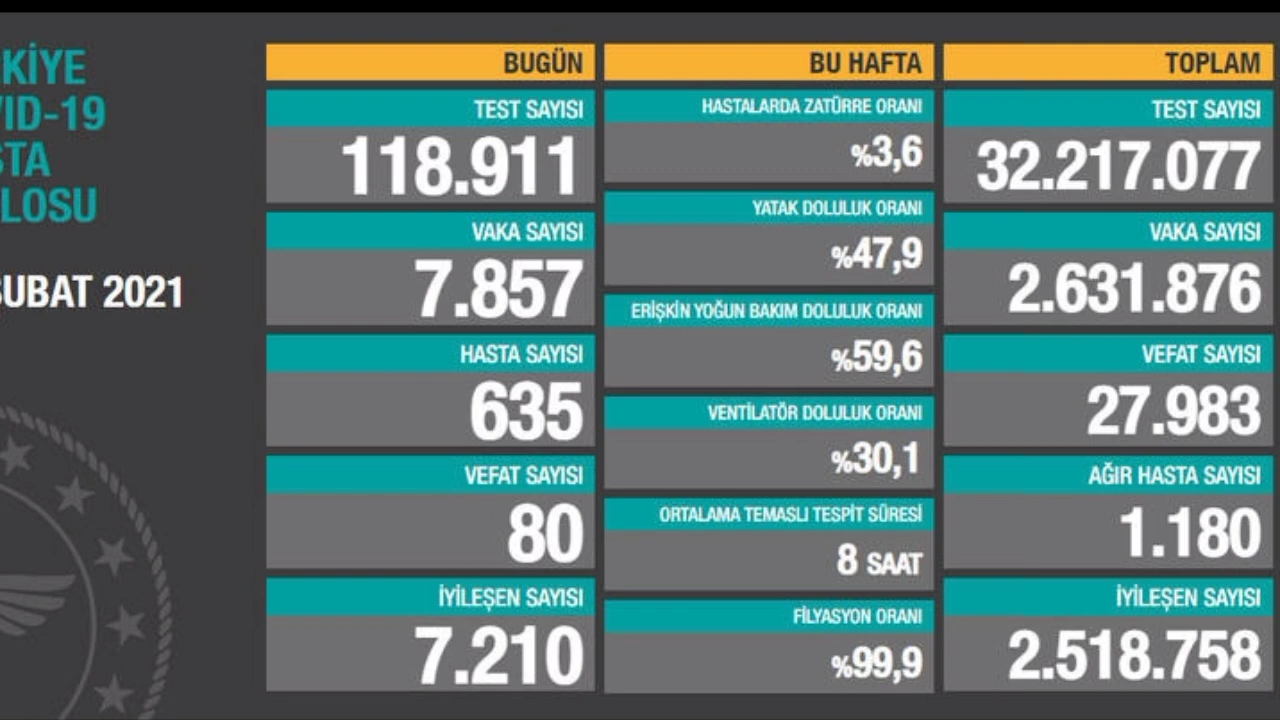 KİYE
VID-19
STA
LOSU
ŞUBAT 2021
BUGÜN
TEST SAYISI
118.911
VAKA SAYISI
7.857
HASTA SAYISI
635
VEFAT SAYISI
80
İYİLEŞEN SAYISI
7.210
BU HAFTA
HASTALARDA ZATÜRRE ORANI
%3,6
YATAK DOLULUK ORANI
%47,9
ERİŞKİN YOĞUN BAKIM DOLULUK ORANI
%59,6
VENTİLATÖR DOLULUK ORANI
%30,1
ORTALAMA TEMASLI TESPİT SÜRESİ
8 SAAT
FİLYASYON ORANI
%99,9
TOPLAM
TEST SAYISI
32.217.077
VAKA SAYISI
2.631.876
VEFAT SAYISI
27.983
AĞIR HASTA SAYISI
1.180
İYİLEŞEN SAYISI
2.518.758